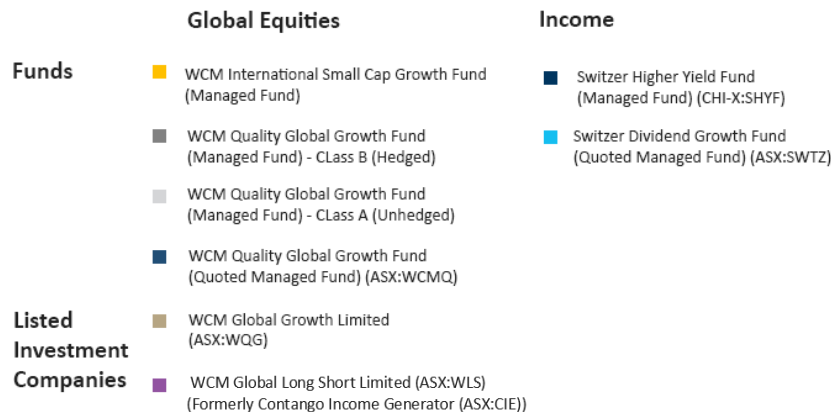 Global Equities
Income
Funds
WCM International Small Cap Growth Fund
(Managed Fund)
Switzer Higher Yield Fund
(Managed Fund) (CHI-X:SHYF)
WCM Quality Global Growth Fund
(Managed Fund) - CLass B (Hedged)
Switzer Dividend Growth Fund
(Quoted Managed Fund) (ASX:SWTZ)
WCM Quality Global Growth Fund
(Managed Fund) - CLass A (Unhedged)
WCM Quality Global Growth Fund
(Quoted Managed Fund) (ASX:WCMQ)
Listed
Investment
Companies
WCM Global Growth Limited
(ASX:WQG)
WCM Global Long Short Limited (ASX:WLS)
(Formerly Contango Income Generator (ASX:CIE))